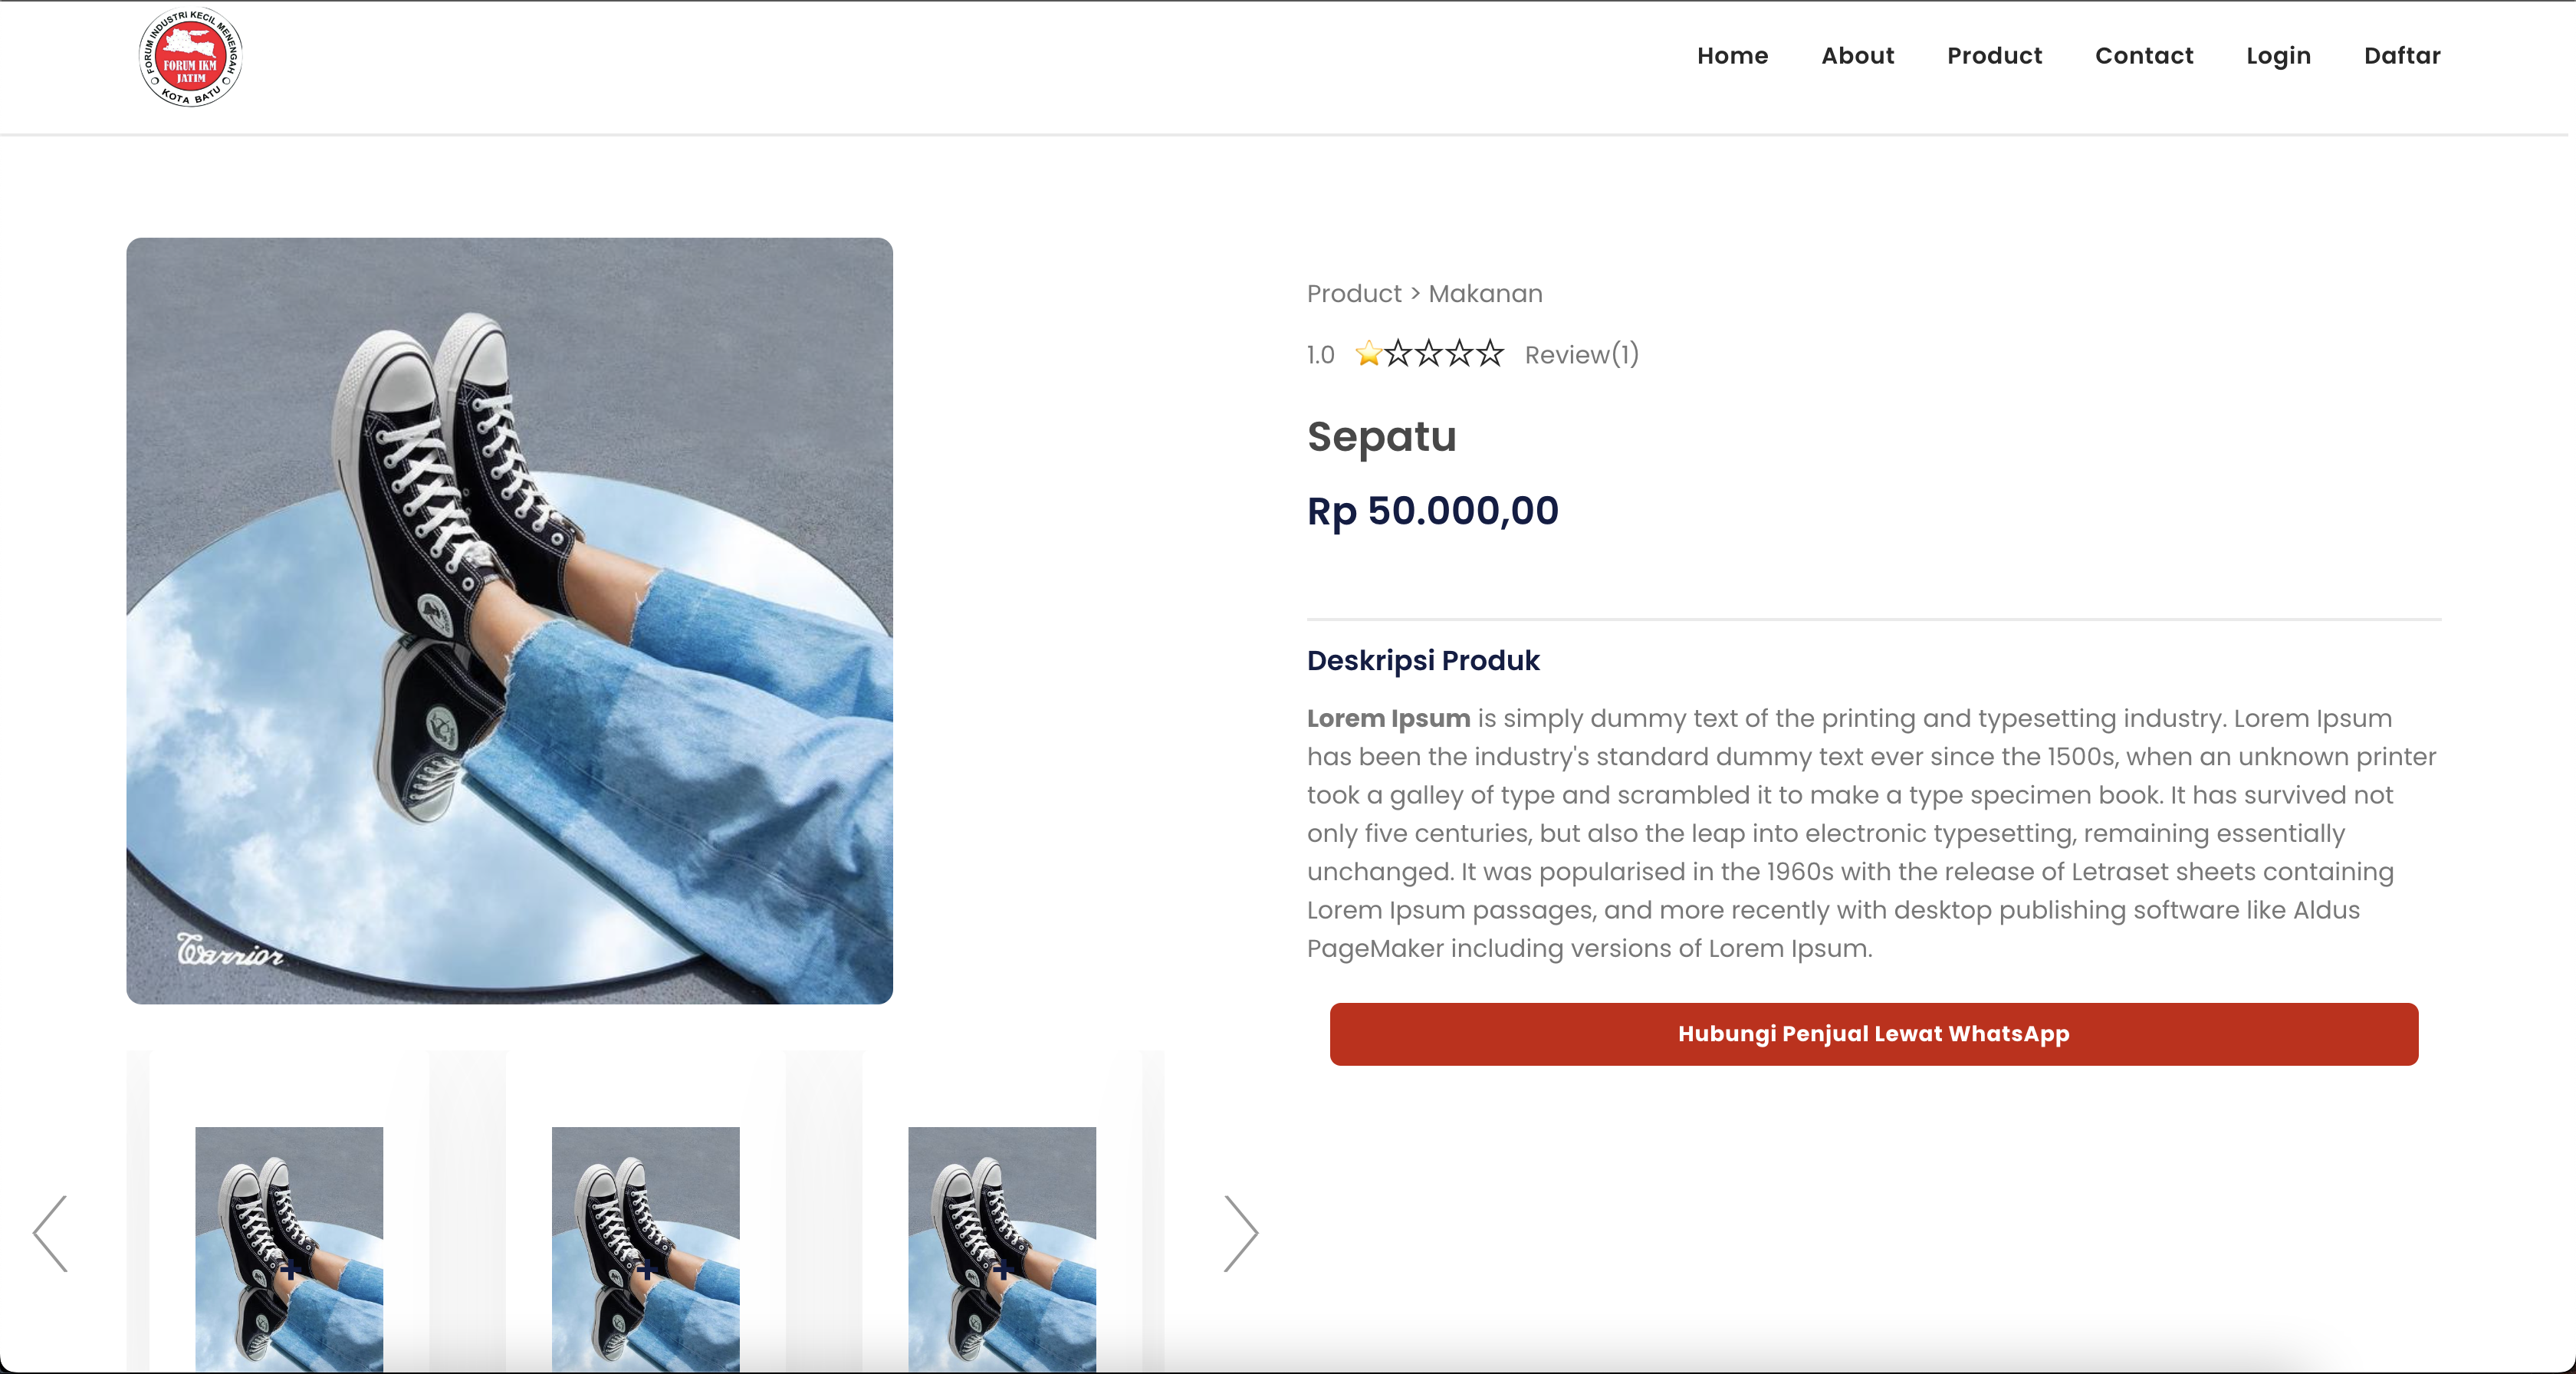 FORUM INDUSTRI KECIL MENENGAH
FORUM IKM
JATIM
KOTA BATU
Home About Product Contact Login Daftar
Product > Makanan
1.0 Review(1)
Sepatu
Rp 50.000,00
Deskripsi Produk
Lorem Ipsum is simply dummy text of the printing and typesetting industry. Lorem Ipsum
has been the industry's standard dummy text ever since the 1500s, when an unknown printer
took a galley of type and scrambled it to make a type specimen book. It has survived not
only five centuries, but also the leap into electronic typesetting, remaining essentially
unchanged. It was popularised in the 1960s with the release of Letraset sheets containing
Lorem Ipsum passages, and more recently with desktop publishing software like Aldus
PageMaker including versions of Lorem Ipsum.
Warrior
Hubungi Penjual Lewat WhatsApp
+
+
+